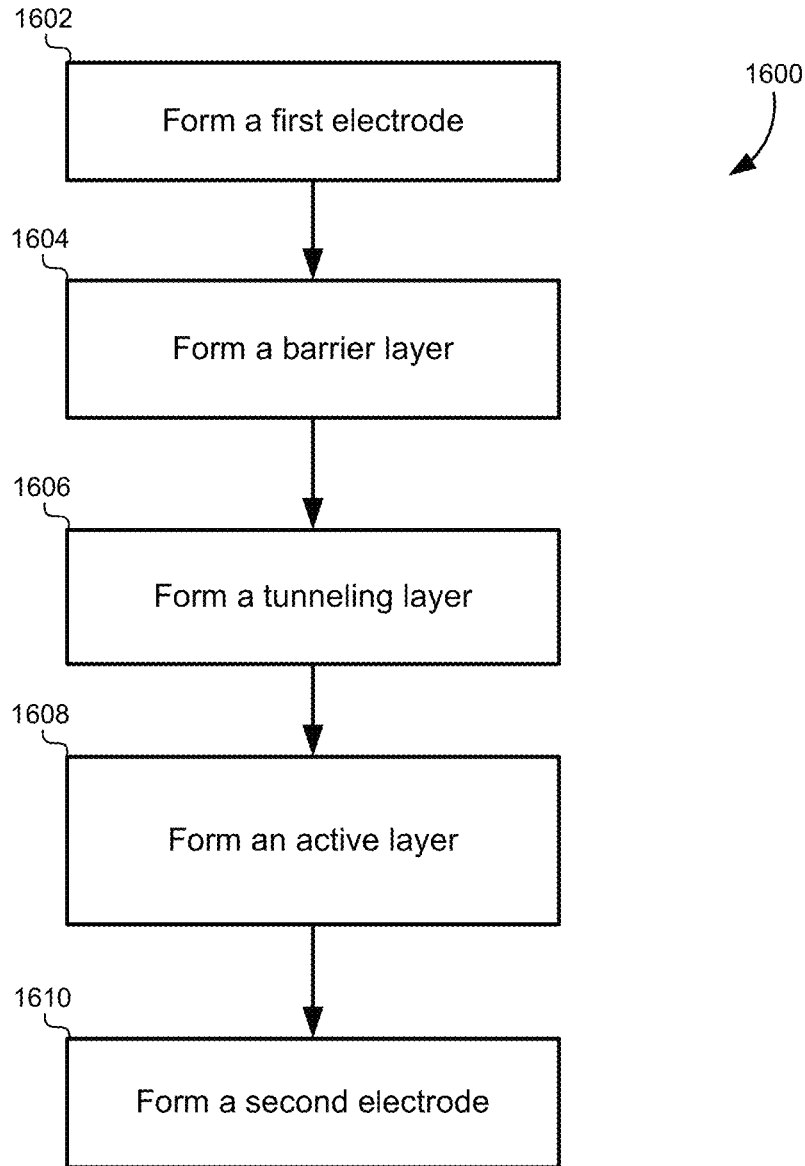 1602
Form a first electrode
1600
1604
Form a barrier layer
1606
Form a tunneling layer
1608
Form an active layer
1610
Form a second electrode